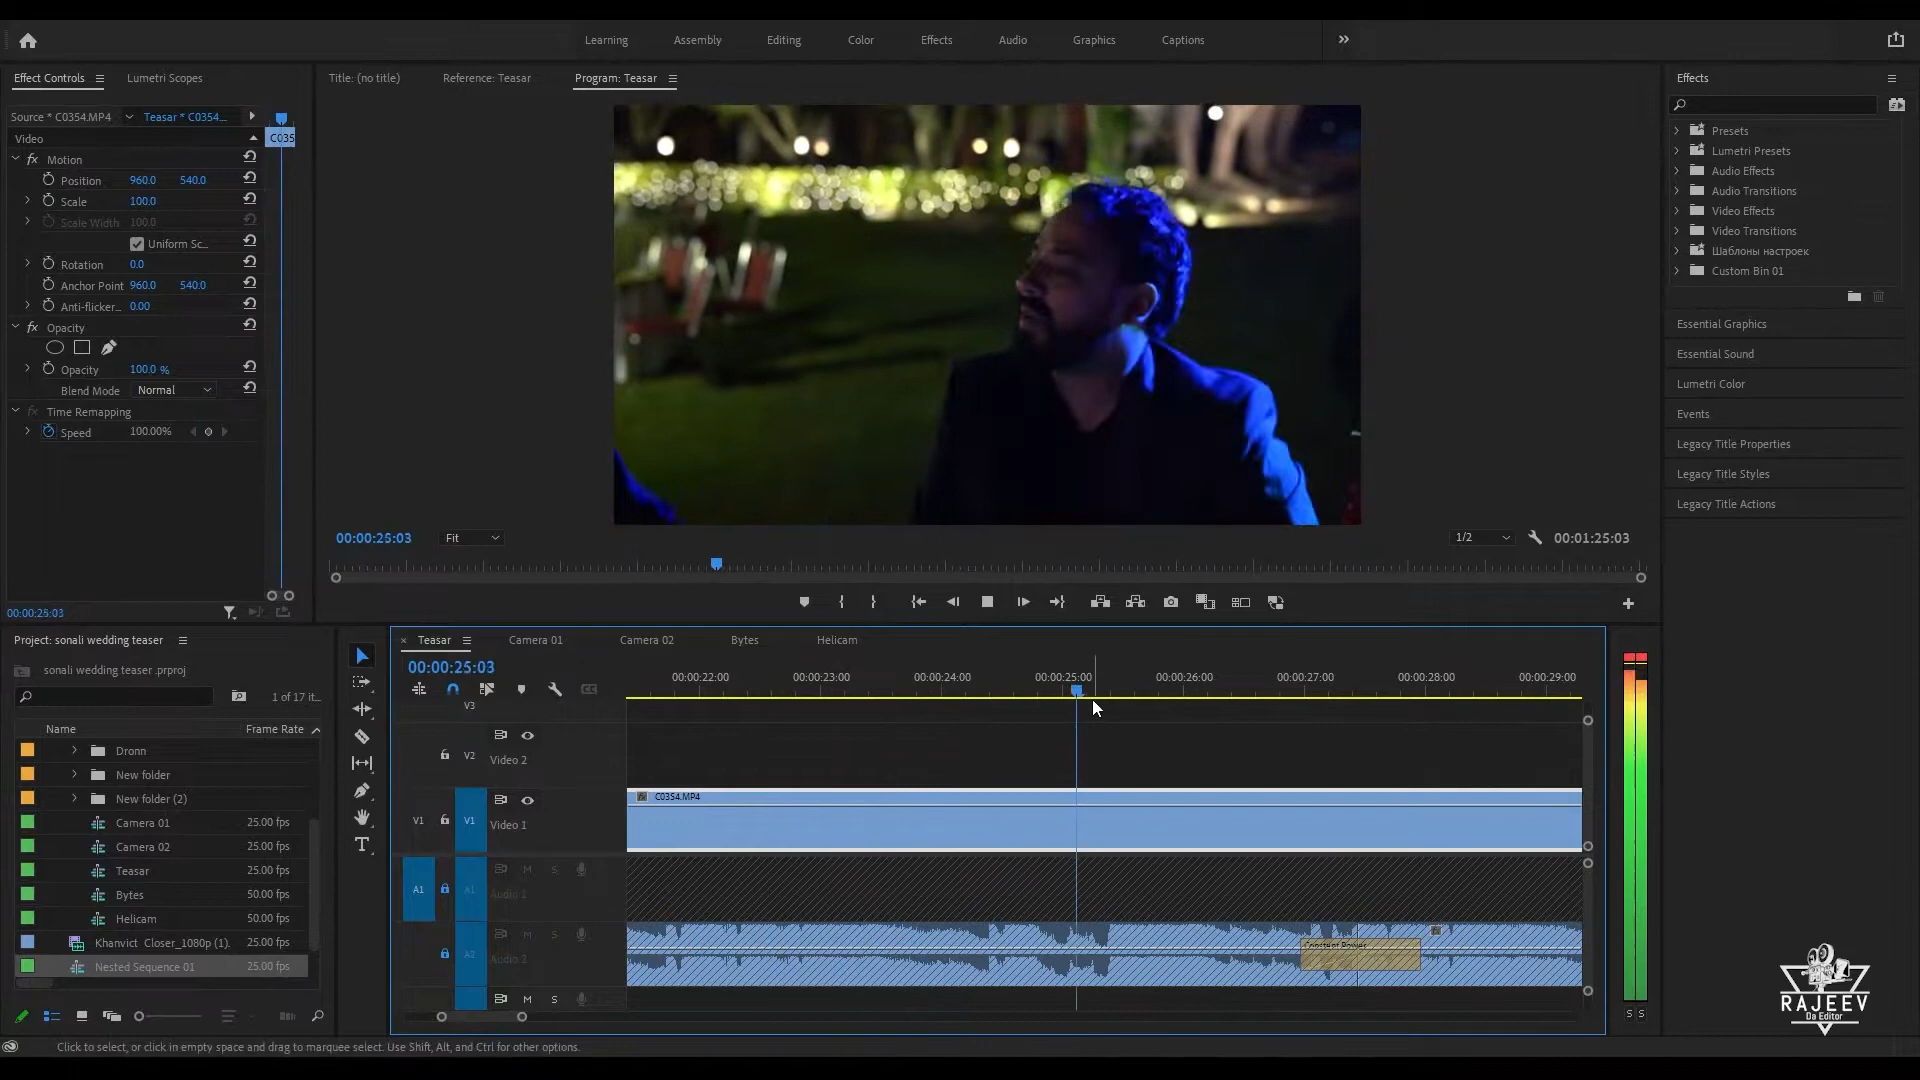 Learning Assembly Editing Color Effects Audio Graphics Captions
Effect Controls Lumetri Scopes
Source * C0354.MP4 Teasar * C0354...
C035
Video
fx Motion
Position 960.0 540.0
Scale 100.0
Scale Width 100.0
Uniform Sc...
Rotation 0.0
Anchor Point 960.0 540.0
Anti-flicker... 0.00
fx Opacity
Opacity 100.0 %
Blend Mode Normal
fx Time Remapping
Speed 100.00%
00:00:25:03
Title: (no title) Reference: Teasar Program: Teasar
00:00:25:03 Fit 1/2 00:01:25:03
Effects
Presets
Lumetri Presets
Audio Effects
Audio Transitions
Video Effects
Video Transitions
Шаблоны настроек
Custom Bin 01
Essential Graphics
Essential Sound
Lumetri Color
Events
Legacy Title Properties
Legacy Title Styles
Legacy Title Actions
Project: sonali wedding teaser
sonali wedding teaser .prproj
1 of 17 it...
Name Frame Rate
Dronn
New folder
New folder (2)
Camera 01 25.00 fps
Camera 02 25.00 fps
Teasar 25.00 fps
Bytes 50.00 fps
Helicam 50.00 fps
Khanvict Closer_1080p (1). 25.00 fps
Nested Sequence 01 25.00 fps
× Teasar Camera 01 Camera 02 Bytes Helicam
00:00:25:03
00:00:22:00 00:00:23:00 00:00:24:00 00:00:25:00 00:00:26:00 00:00:27:00 00:00:28:00 00:00:29:00
V3
V2 Video 2
C0354.MP4
V1 V1 Video 1
A1 A1 M S
Audio 1
A2 M S
Constant Power
M S
S S
RAJEEV
Da Editor
Click to select, or click in empty space and drag to marquee select. Use Shift, Alt, and Ctrl for other options.